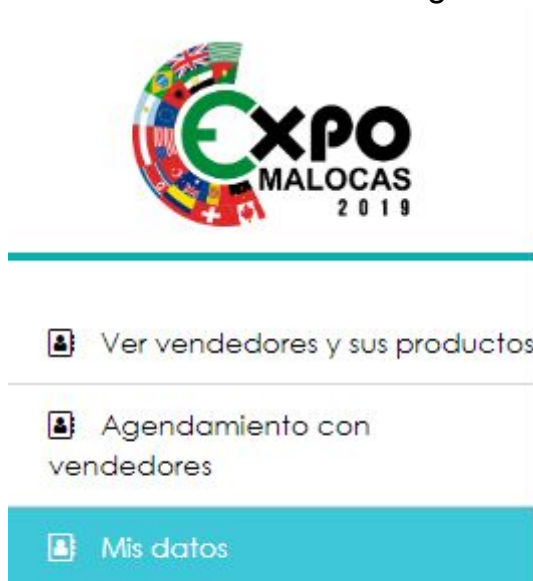 EXPO
MALOCAS
2019
Ver vendedores y sus productos
Agendamiento con
vendedores
Mis datos